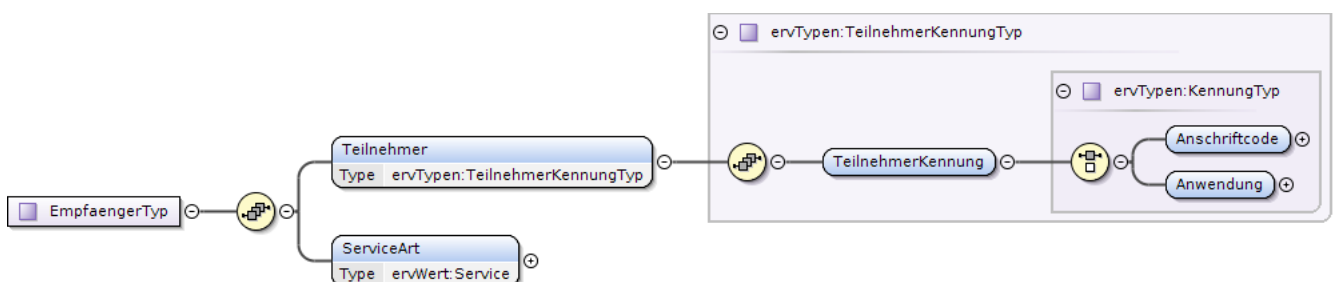 ervTypen:TeilnehmerKennungTyp
ervTypen:KennungTyp
Anschriftcode
Teilnehmer
Type ervTypen:TeilnehmerKennungTyp
TeilnehmerKennung
Anwendung
EmpfaengerTyp
ServiceArt
Type ervWert:Service